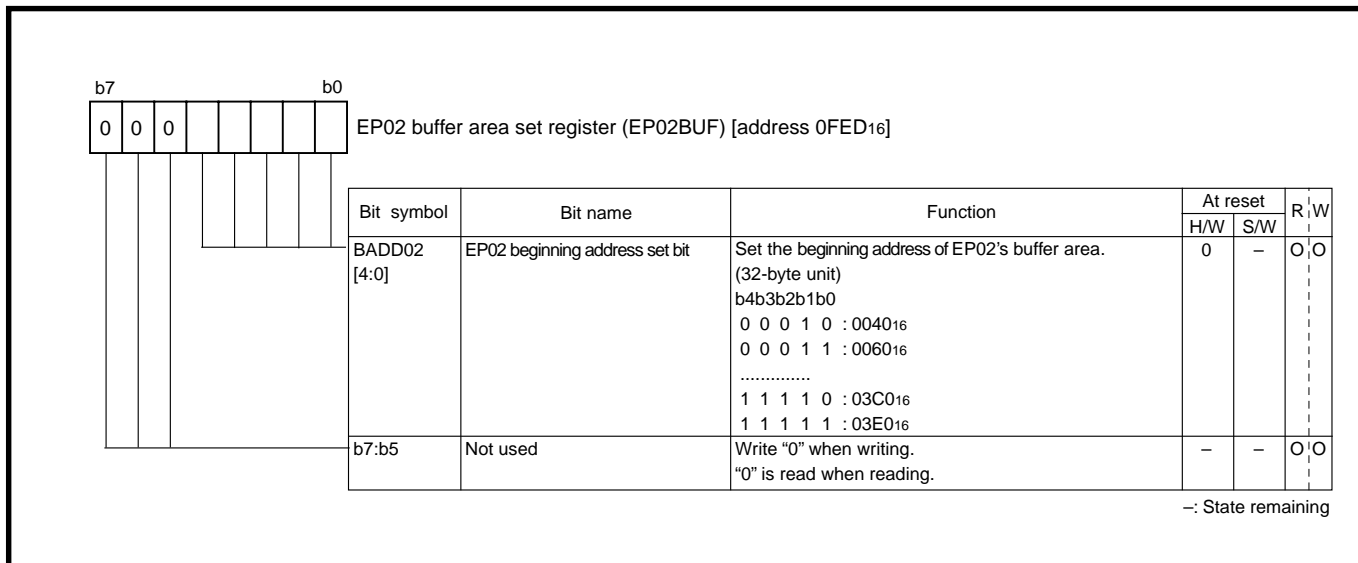 b7 b0
0 0 0
EP02 buffer area set register (EP02BUF) [address 0FED16]
Bit symbol Bit name Function At reset R W
H/W S/W
BADD02 EP02 beginning address set bit Set the beginning address of EP02’s buffer area. 0 – O O
[4:0] (32-byte unit)
b4b3b2b1b0
0 0 0 1 0 : 004016
0 0 0 1 1 : 006016
..............
1 1 1 1 0 : 03C016
1 1 1 1 1 : 03E016
b7:b5 Not used Write “0” when writing. – – O O
“0” is read when reading.
–: State remaining